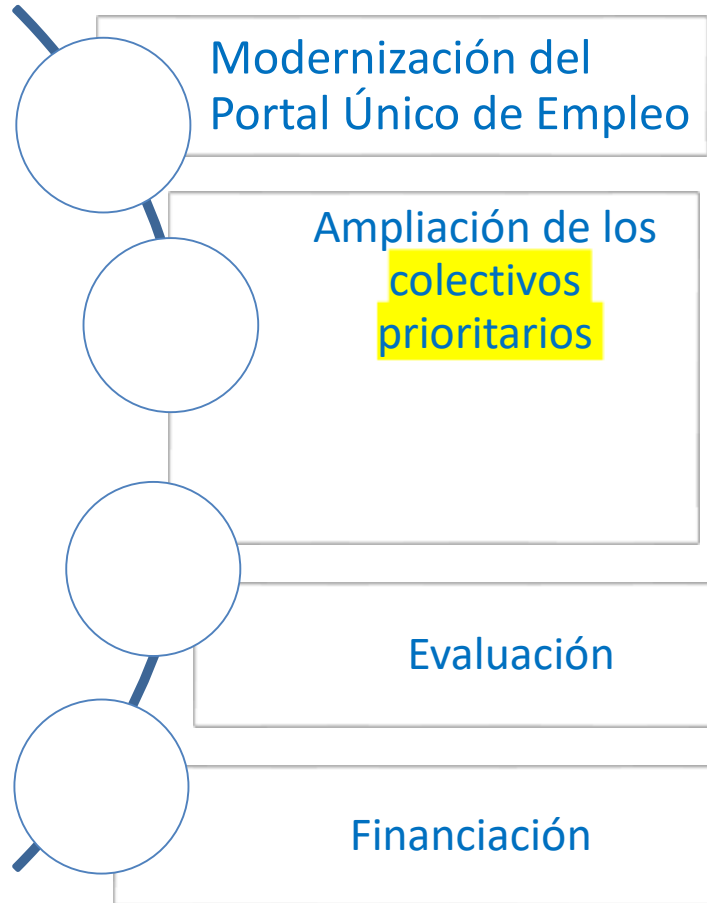 Modernización del
Portal Único de Empleo
Ampliación de los
colectivos
prioritarios
Evaluación
Financiación